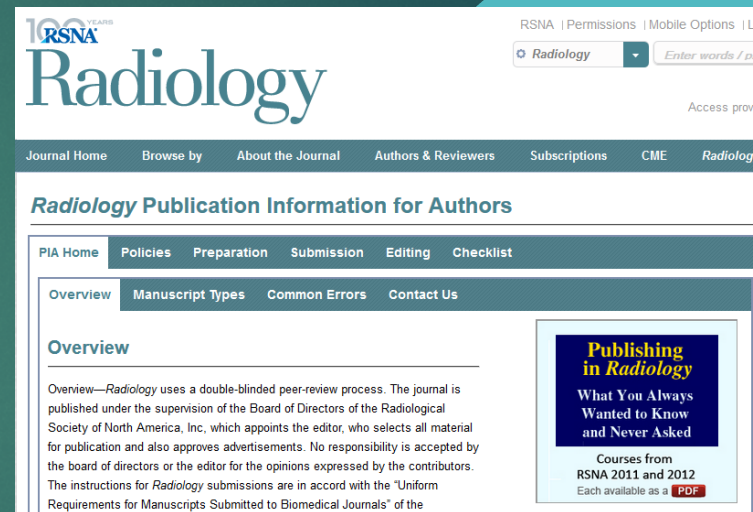 100 YEARS
RSNA
Radiology
RSNA | Permissions | Mobile Options |
Radiology
Enter words /
Access
Journal Home Browse by About the Journal Authors & Reviewers Subscriptions CME
Radiology Publication Information for Authors
PIA Home Policies Preparation Submission Editing Checklist
Overview Manuscript Types Common Errors Contact Us
Overview
Overview—Radiology uses a double-blinded peer-review process. The journal is
published under the supervision of the Board of Directors of the Radiological
Society of North America, Inc, which appoints the editor, who selects all material
for publication and also approves advertisements. No responsibility is accepted by
the board of directors or the editor for the opinions expressed by the contributors.
The instructions for Radiology submissions are in accord with the “Uniform
Requirements for Manuscripts Submitted to Biomedical Journals” of the
Publishing
in Radiology
What You Always
Wanted to Know
and Never Asked
Courses from
RSNA 2011 and 2012
Each available as a PDF